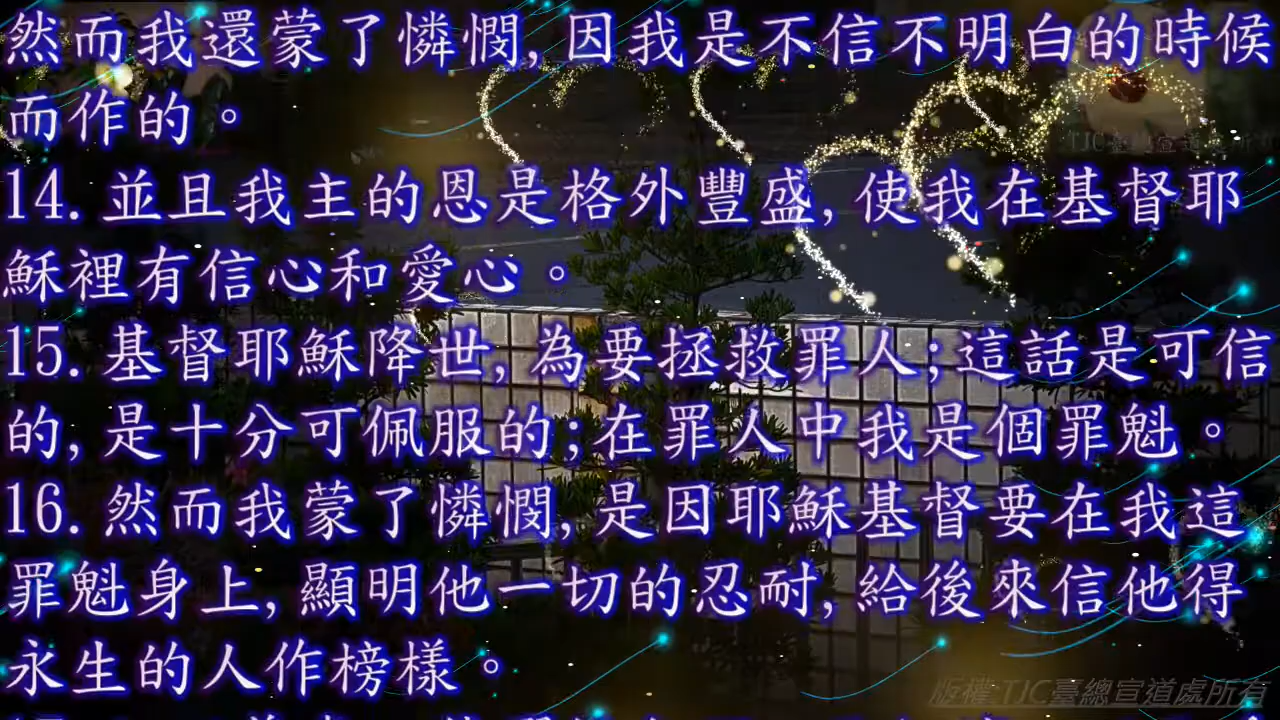 然而我還蒙了憐憫,因我是不信不明白的時候
而作的。
14.並且我主的恩是格外豐盛,使我在基督耶
穌裡有信心和愛心。
15.基督耶穌降世,為要拯救罪人;這話是可信
的,是十分可佩服的;在罪人中我是個罪魁。
16.然而我蒙了憐憫,是因耶穌基督要在我這
罪魁身上,顯明他一切的忍耐,給後來信他得
永生的人作榜樣。
版權:TJC臺總宣道處所有